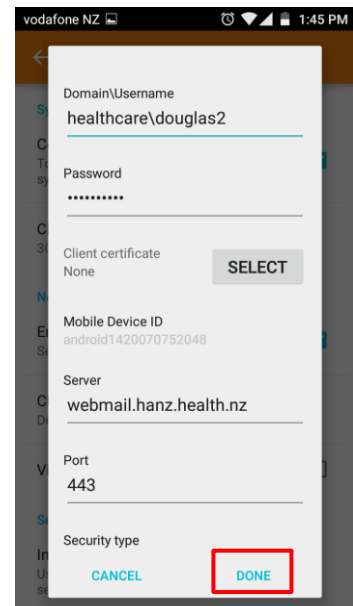 vodafone NZ 1:45 PM
Domain\Username
healthcare\douglas2
Password
••••••••••
Client certificate
None
SELECT
Mobile Device ID
android1420070752048
Server
webmail.hanz.health.nz
Port
443
Security type
CANCEL DONE